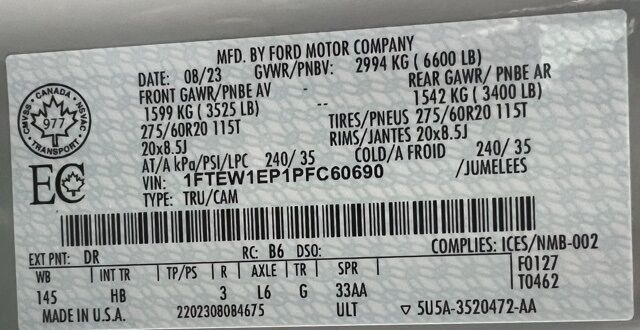 MFD. BY FORD MOTOR COMPANY
DATE: 08/23 GVWR/PNBV: 2994 KG ( 6600 LB)
FRONT GAWR/PNBE AV REAR GAWR/ PNBE AR
1599 KG ( 3525 LB) -- 1542 KG ( 3400 LB)
275/60R20 115T TIRES/PNEUS 275/60R20 115T
20x8.5J - RIMS/JANTES 20x8.5J
AT/A kPa/PSI/LPC 240/ 35 COLD/A FROID 240/ 35
VIN: 1FTEW1EP1PFC60690 /JUMELEES
TYPE: TRU/CAM
CMVSS · CANADA · NSVAC
977
TRANSPORT
EC
EXT PNT: DR RC: B6 DSO: COMPLIES: ICES/NMB-002
WB INT TR TP/PS R AXLE TR SPR F0127
145 HB 3 L6 G 33AA T0462
MADE IN U.S.A. 2202308084675 ULT ▽ 5U5A-3520472-AA